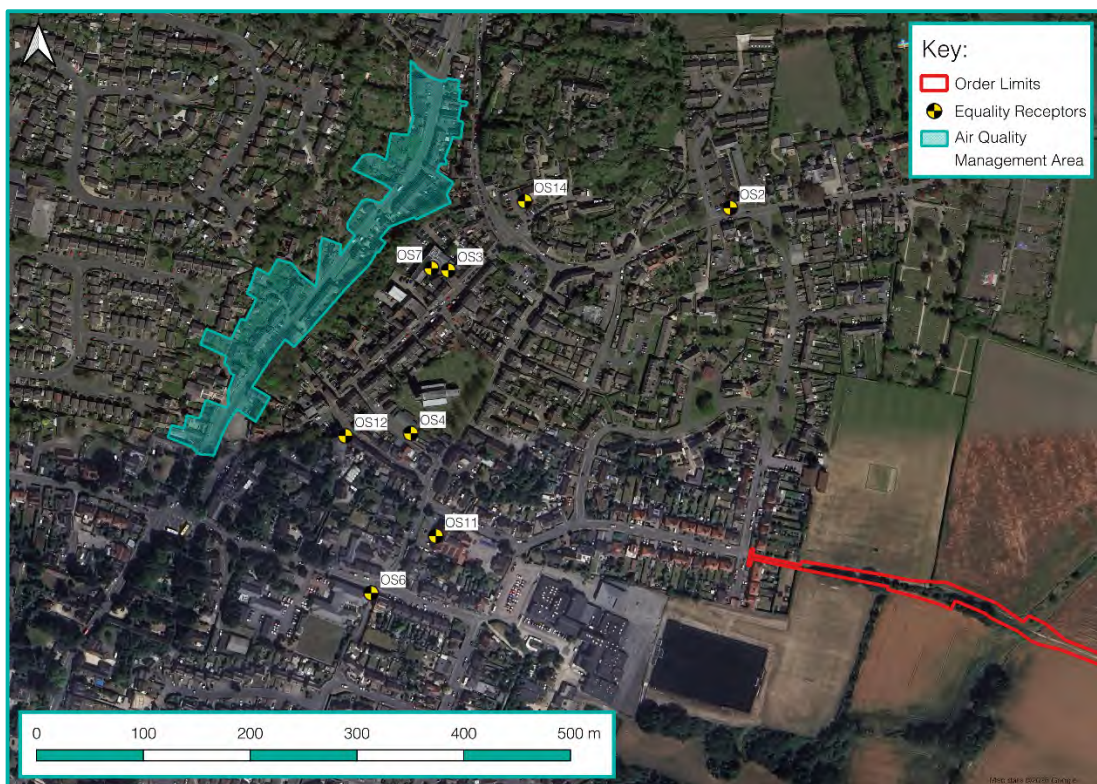 Key:
Order Limits
Equality Receptors
Air Quality
Management Area
OS14
OS2
OS7
OS3
OS12
OS4
OS11
OS6
0
100
200
300
400
500 m